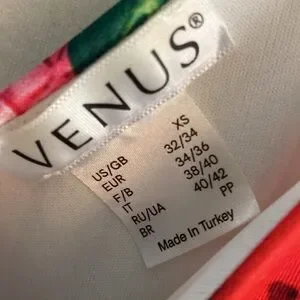 VENUS®
XS
US/GB 32/34
EUR 34/36
F/B 38/40
IT 40/42
RU/UA PP
BR
Made In Turkey